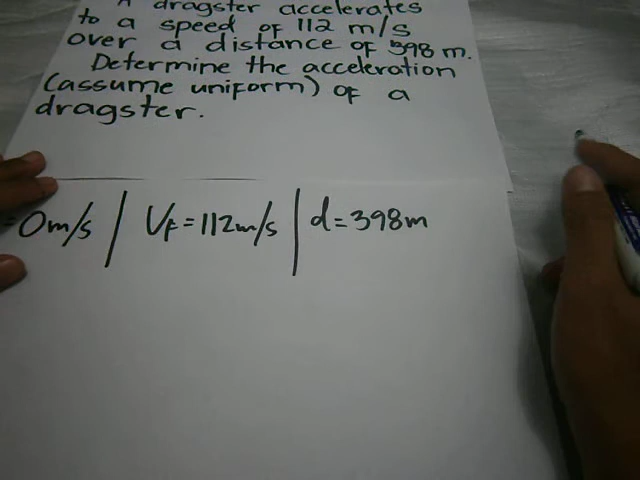 A dragster accelerates
to a speed of 112 m/s
over a distance of 398 m.
Determine the acceleration
(assume uniform) of a
dragster.
= 0m/s | Vf = 112m/s | d = 398m